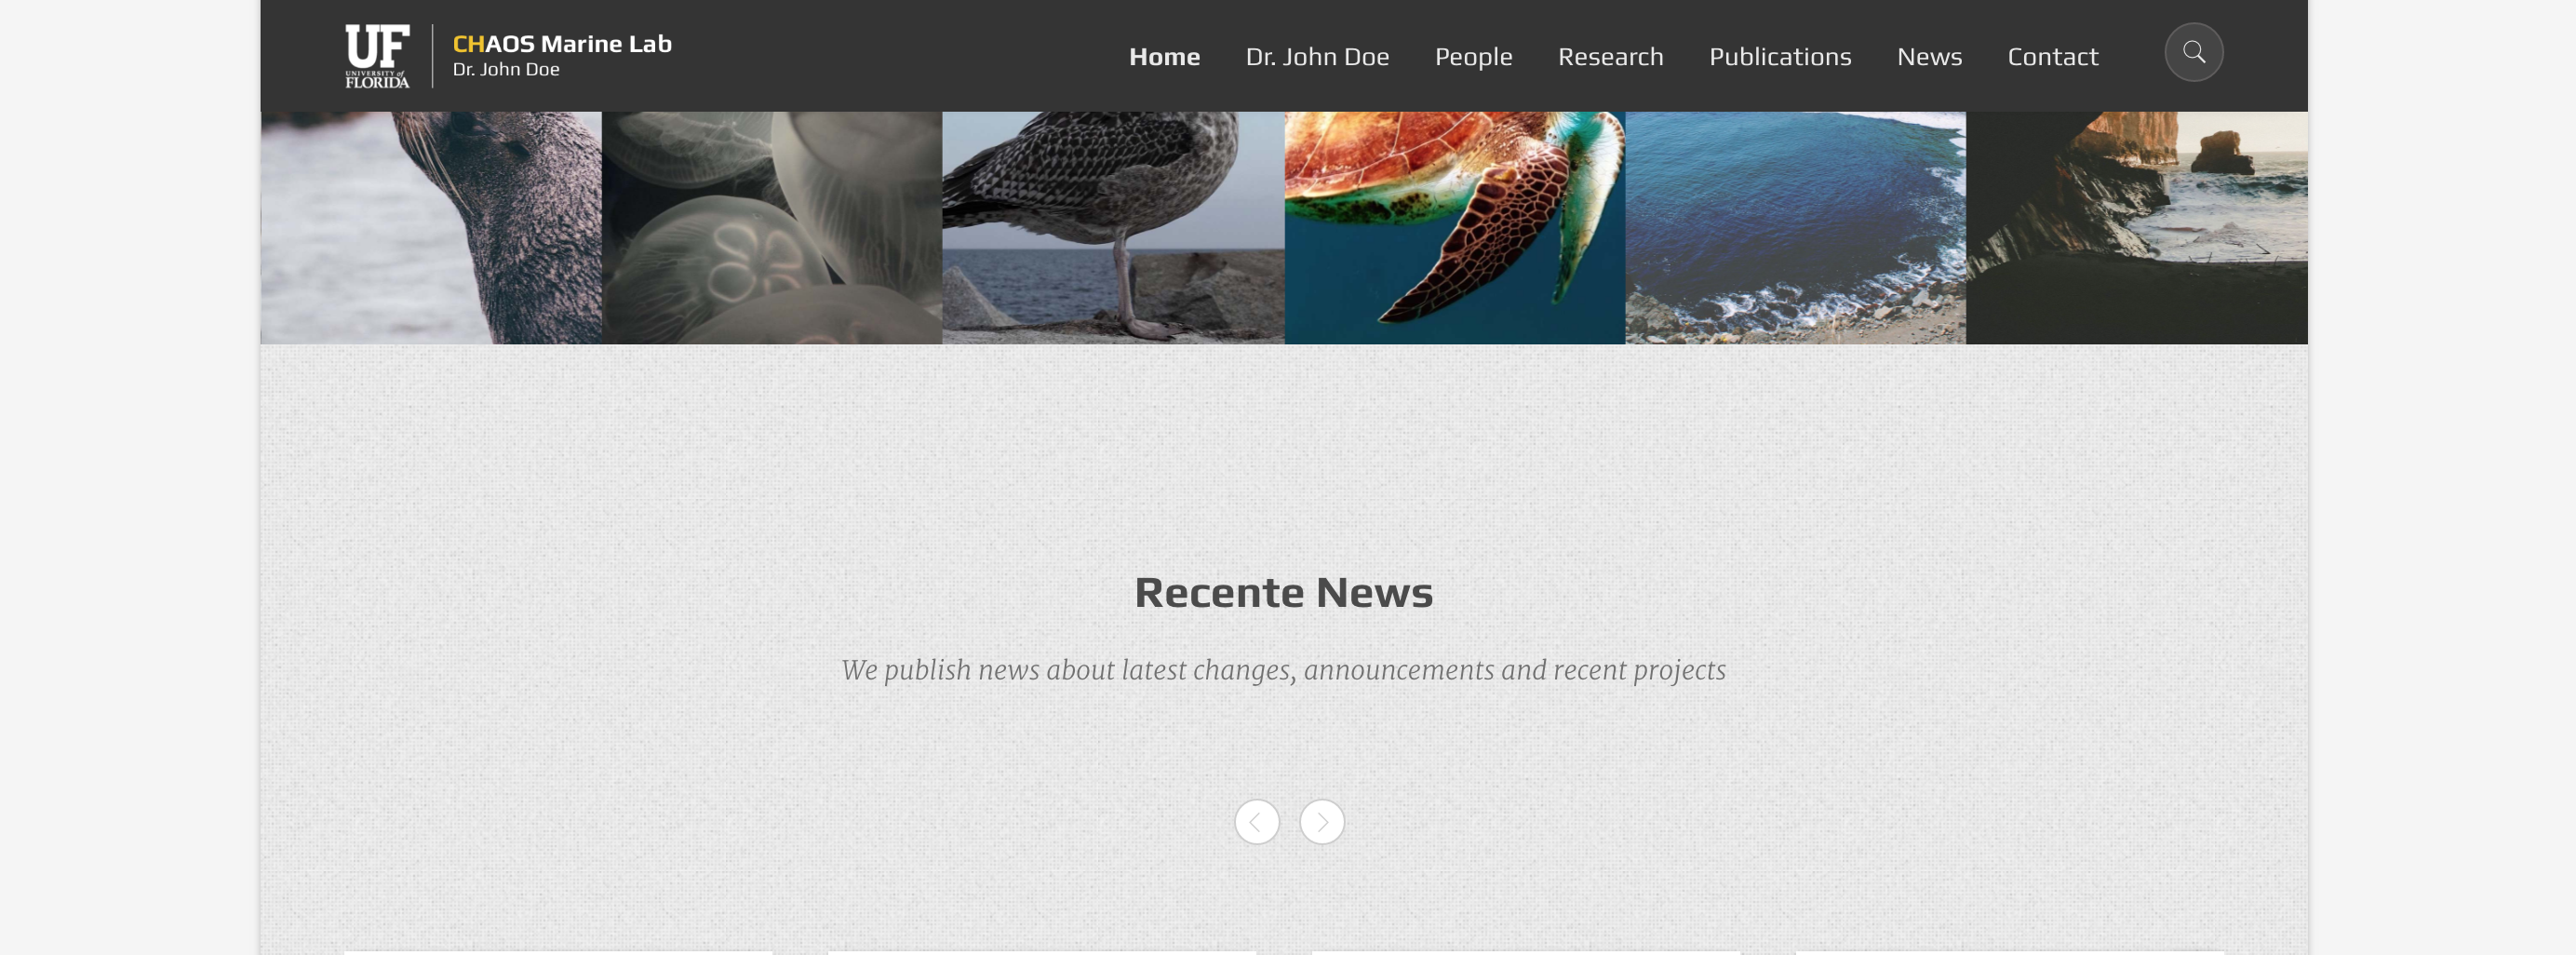 UF
UNIVERSITY of
FLORIDA
CHAOS Marine Lab
Dr. John Doe
Home Dr. John Doe People Research Publications News Contact
Recente News
We publish news about latest changes, announcements and recent projects